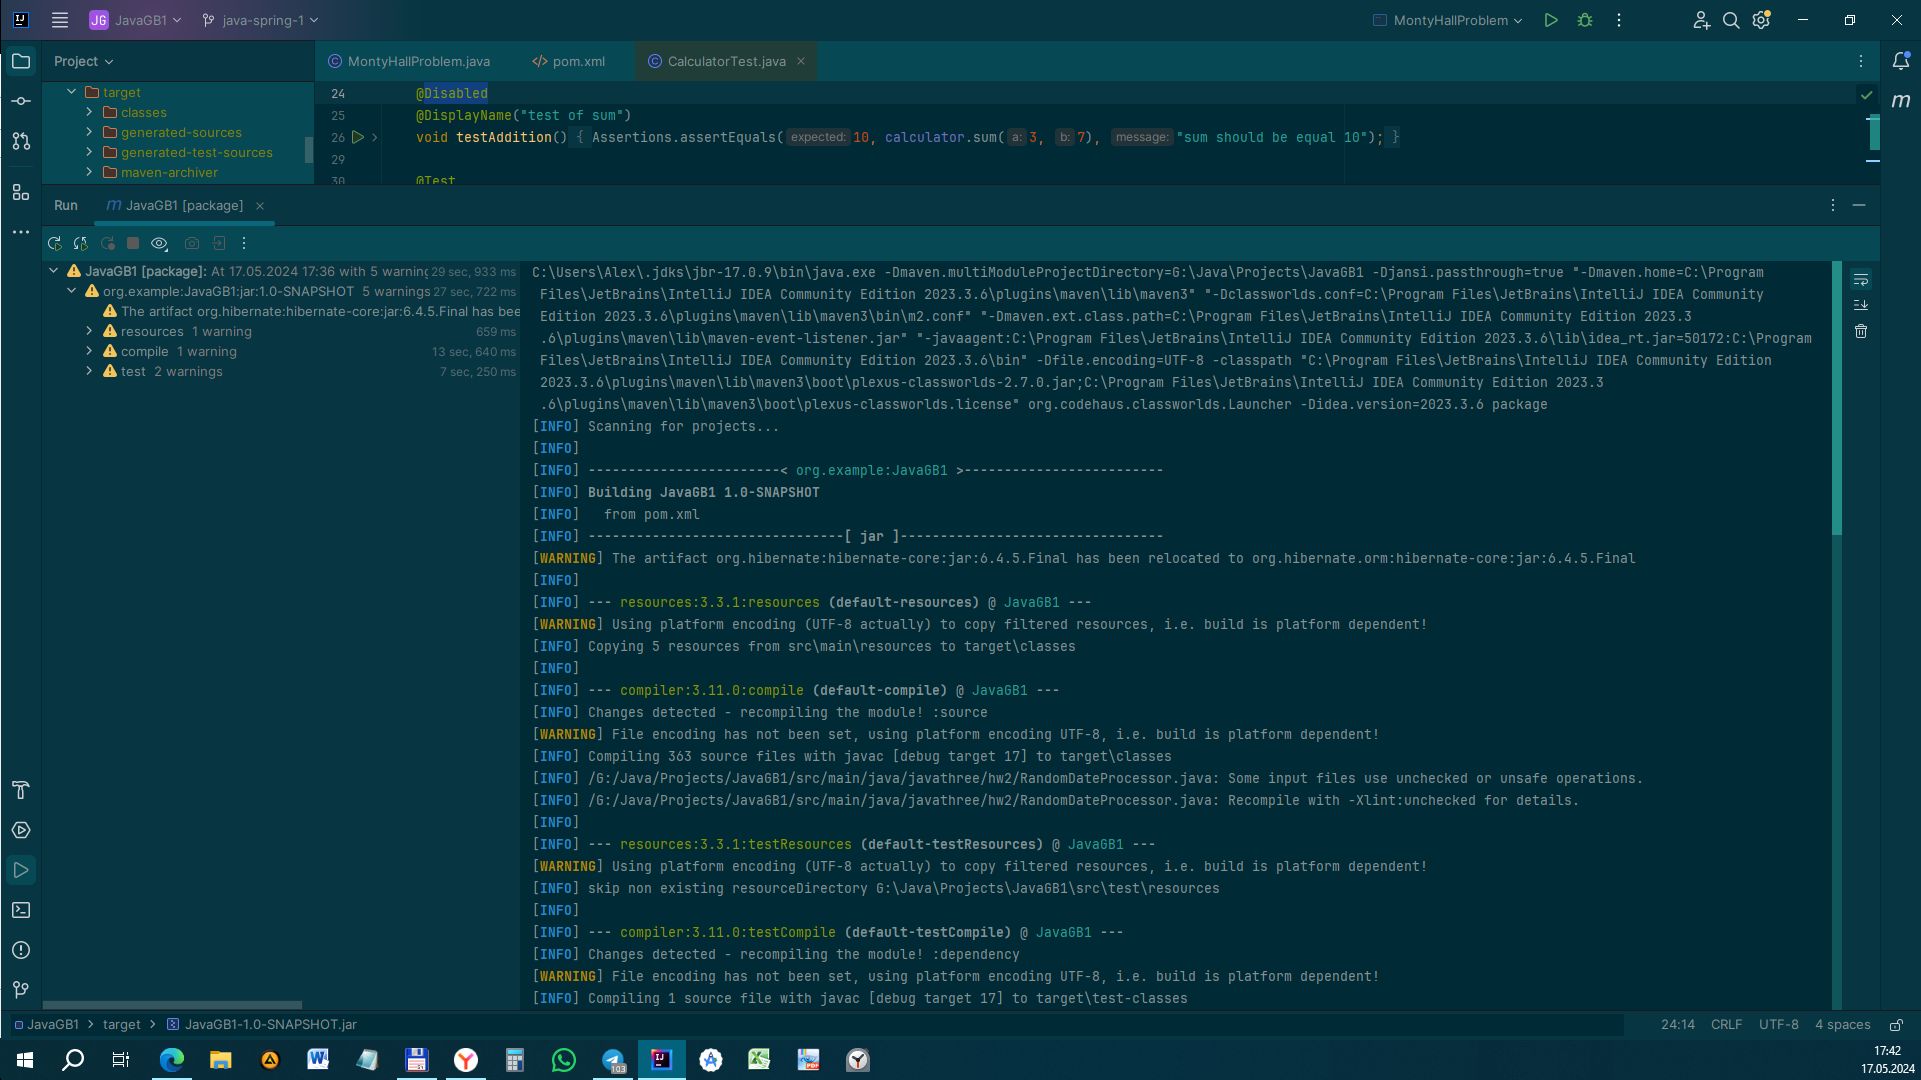 JG JavaGB1 java-spring-1 MontyHallProblem
Project MontyHallProblem.java </> pom.xml CalculatorTest.java
target
classes
generated-sources
generated-test-sources
maven-archiver
24 @Disabled
25 @DisplayName("test of sum")
26 void testAddition() { Assertions.assertEquals( expected: 10, calculator.sum( a: 3, b: 7), message: "sum should be equal 10"); }
29
30 @Test
Run m JavaGB1 [package]
JavaGB1 [package]: At 17.05.2024 17:36 with 5 warning 29 sec, 933 ms
org.example:JavaGB1:jar:1.0-SNAPSHOT 5 warnings 27 sec, 722 ms
The artifact org.hibernate:hibernate-core:jar:6.4.5.Final has bee
resources 1 warning 659 ms
compile 1 warning 13 sec, 640 ms
test 2 warnings 7 sec, 250 ms
C:\Users\Alex\.jdks\jbr-17.0.9\bin\java.exe -Dmaven.multiModuleProjectDirectory=G:\Java\Projects\JavaGB1 -Djansi.passthrough=true "-Dmaven.home=C:\Program
Files\JetBrains\IntelliJ IDEA Community Edition 2023.3.6\plugins\maven\lib\maven3" "-Dclassworlds.conf=C:\Program Files\JetBrains\IntelliJ IDEA Community
Edition 2023.3.6\plugins\maven\lib\maven3\bin\m2.conf" "-Dmaven.ext.class.path=C:\Program Files\JetBrains\IntelliJ IDEA Community Edition 2023.3
.6\plugins\maven\lib\maven-event-listener.jar" "-javaagent:C:\Program Files\JetBrains\IntelliJ IDEA Community Edition 2023.3.6\lib\idea_rt.jar=50172:C:\Program
Files\JetBrains\IntelliJ IDEA Community Edition 2023.3.6\bin" -Dfile.encoding=UTF-8 -classpath "C:\Program Files\JetBrains\IntelliJ IDEA Community Edition
2023.3.6\plugins\maven\lib\maven3\boot\plexus-classworlds-2.7.0.jar;C:\Program Files\JetBrains\IntelliJ IDEA Community Edition 2023.3
.6\plugins\maven\lib\maven3\boot\plexus-classworlds.license" org.codehaus.classworlds.Launcher -Didea.version=2023.3.6 package
[INFO] Scanning for projects...
[INFO]
[INFO] ------------------------< org.example:JavaGB1 >-------------------------
[INFO] Building JavaGB1 1.0-SNAPSHOT
[INFO]   from pom.xml
[INFO] --------------------------------[ jar ]---------------------------------
[WARNING] The artifact org.hibernate:hibernate-core:jar:6.4.5.Final has been relocated to org.hibernate.orm:hibernate-core:jar:6.4.5.Final
[INFO]
[INFO] --- resources:3.3.1:resources (default-resources) @ JavaGB1 ---
[WARNING] Using platform encoding (UTF-8 actually) to copy filtered resources, i.e. build is platform dependent!
[INFO] Copying 5 resources from src\main\resources to target\classes
[INFO]
[INFO] --- compiler:3.11.0:compile (default-compile) @ JavaGB1 ---
[INFO] Changes detected - recompiling the module! :source
[WARNING] File encoding has not been set, using platform encoding UTF-8, i.e. build is platform dependent!
[INFO] Compiling 363 source files with javac [debug target 17] to target\classes
[INFO] /G:/Java/Projects/JavaGB1/src/main/java/javathree/hw2/RandomDateProcessor.java: Some input files use unchecked or unsafe operations.
[INFO] /G:/Java/Projects/JavaGB1/src/main/java/javathree/hw2/RandomDateProcessor.java: Recompile with -Xlint:unchecked for details.
[INFO]
[INFO] --- resources:3.3.1:testResources (default-testResources) @ JavaGB1 ---
[WARNING] Using platform encoding (UTF-8 actually) to copy filtered resources, i.e. build is platform dependent!
[INFO] skip non existing resourceDirectory G:\Java\Projects\JavaGB1\src\test\resources
[INFO]
[INFO] --- compiler:3.11.0:testCompile (default-testCompile) @ JavaGB1 ---
[INFO] Changes detected - recompiling the module! :dependency
[WARNING] File encoding has not been set, using platform encoding UTF-8, i.e. build is platform dependent!
[INFO] Compiling 1 source file with javac [debug target 17] to target\test-classes
JavaGB1 > target > JavaGB1-1.0-SNAPSHOT.jar 24:14 CRLF UTF-8 4 spaces
103
17:42
17.05.2024